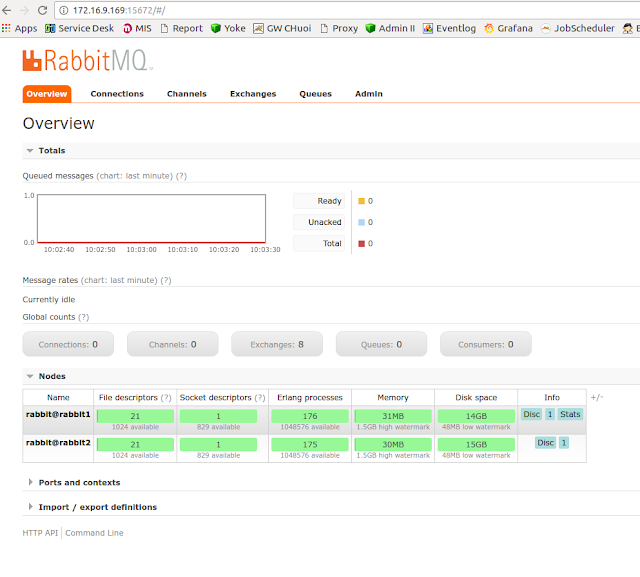 172.16.9.169:15672/#/
Apps Service Desk MIS Report Yoke GW CHuoi Proxy Admin II Eventlog Grafana JobScheduler
RabbitMQ
Overview Connections Channels Exchanges Queues Admin
Overview
Totals
Queued messages (chart: last minute) (?)
1.0
0.0
10:02:40 10:02:50 10:03:00 10:03:10 10:03:20 10:03:30
Ready 0
Unacked 0
Total 0
Message rates (chart: last minute) (?)
Currently idle
Global counts (?)
Connections: 0 Channels: 0 Exchanges: 8 Queues: 0 Consumers: 0
Nodes
Name File descriptors (?) Socket descriptors (?) Erlang processes Memory Disk space Info +/-
rabbit@rabbit1 21 1 176 31MB 14GB Disc 1 Stats
1024 available 829 available 1048576 available 1.5GB high watermark 48MB low watermark
rabbit@rabbit2 21 1 175 30MB 15GB Disc 1
1024 available 829 available 1048576 available 1.5GB high watermark 48MB low watermark
Ports and contexts
Import / export definitions
HTTP API Command Line